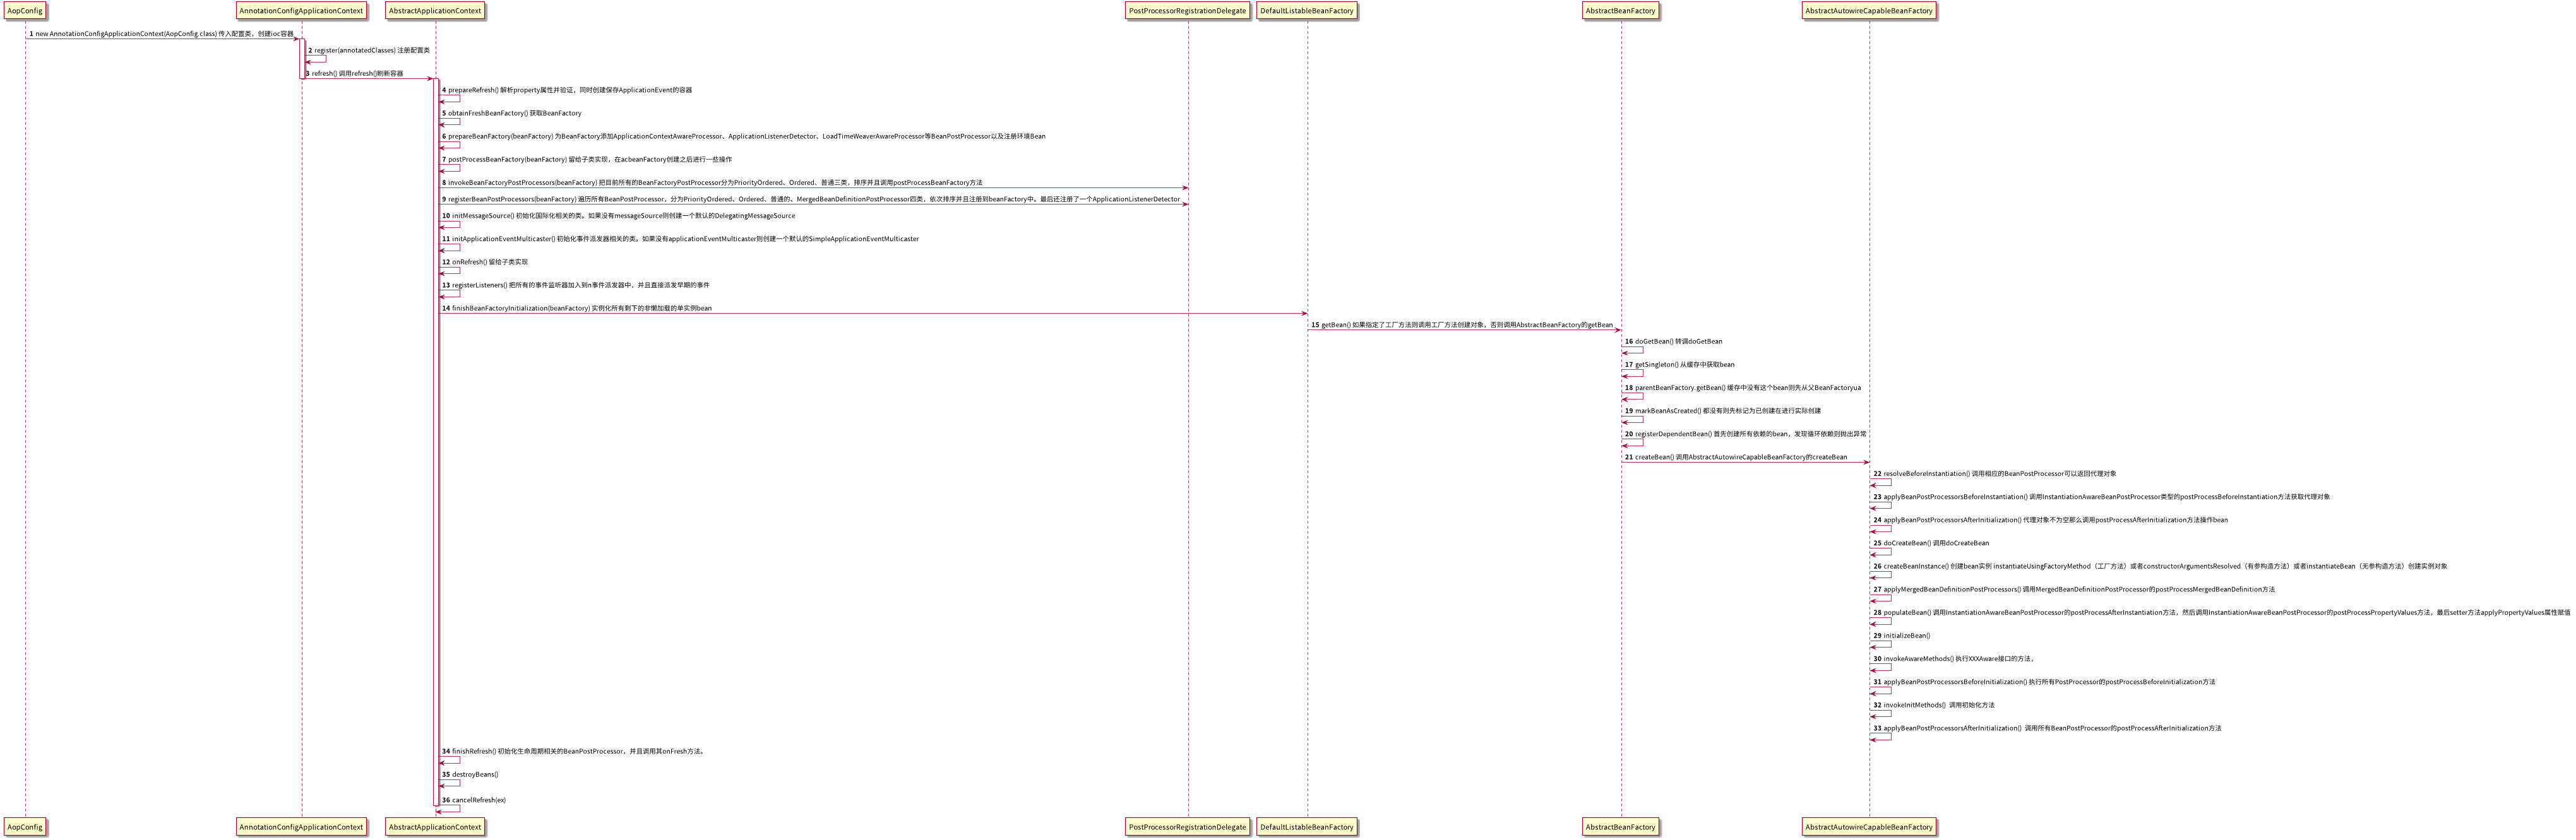 AopConfig
AnnotationConfigApplicationContext
AbstractApplicationContext
PostProcessorRegistrationDelegate
DefaultListableBeanFactory
AbstractBeanFactory
AbstractAutowireCapableBeanFactory
1 new AnnotationConfigApplicationContext(AopConfig.class) 传入配置类，创建ioc容器
2 register(annotatedClasses) 注册配置类
3 refresh() 调用refresh()刷新容器
4 prepareRefresh() 解析property属性并验证，同时创建保存ApplicationEvent的容器
5 obtainFreshBeanFactory() 获取BeanFactory
6 prepareBeanFactory(beanFactory) 为BeanFactory添加ApplicationContextAwareProcessor、ApplicationListenerDetector、LoadTimeWeaverAwareProcessor等BeanPostProcessor以及注册环境Bean
7 postProcessBeanFactory(beanFactory) 留给子类实现，在acbeanFactory创建之后进行一些操作
8 invokeBeanFactoryPostProcessors(beanFactory) 把目前所有的BeanFactoryPostProcessor分为PriorityOrdered、Ordered、普通三类，排序并且调用postProcessBeanFactory方法
9 registerBeanPostProcessors(beanFactory) 遍历所有BeanPostProcessor，分为PriorityOrdered、Ordered、普通的、MergedBeanDefinitionPostProcessor四类，依次排序并且注册到beanFactory中。最后还注册了一个ApplicationListenerDetector
10 initMessageSource() 初始化国际化相关的类。如果没有messageSource则创建一个默认的DelegatingMessageSource
11 initApplicationEventMulticaster() 初始化事件派发器相关的类。如果没有applicationEventMulticaster则创建一个默认的SimpleApplicationEventMulticaster
12 onRefresh() 留给子类实现
13 registerListeners() 把所有的事件监听器加入到n事件派发器中，并且直接派发早期的事件
14 finishBeanFactoryInitialization(beanFactory) 实例化所有剩下的非懒加载的单实例bean
15 getBean() 如果指定了工厂方法则调用工厂方法创建对象，否则调用AbstractBeanFactory的getBean
16 doGetBean() 转调doGetBean
17 getSingleton() 从缓存中获取bean
18 parentBeanFactory.getBean() 缓存中没有这个bean则先从父BeanFactoryua
19 markBeanAsCreated() 都没有则先标记为已创建在进行实际创建
20 registerDependentBean() 首先创建所有依赖的bean，发现循环依赖则抛出异常
21 createBean() 调用AbstractAutowireCapableBeanFactory的createBean
22 resolveBeforeInstantiation() 调用相应的BeanPostProcessor可以返回代理对象
23 applyBeanPostProcessorsBeforeInstantiation() 调用InstantiationAwareBeanPostProcessor类型的postProcessBeforeInstantiation方法获取代理对象
24 applyBeanPostProcessorsAfterInitialization() 代理对象不为空那么调用postProcessAfterInitialization方法操作bean
25 doCreateBean() 调用doCreateBean
26 createBeanInstance() 创建bean实例 instantiateUsingFactoryMethod（工厂方法）或者constructorArgumentsResolved（有参构造方法）或者instantiateBean（无参构造方法）创建实例对象
27 applyMergedBeanDefinitionPostProcessors() 调用MergedBeanDefinitionPostProcessor的postProcessMergedBeanDefinition方法
28 populateBean() 调用InstantiationAwareBeanPostProcessor的postProcessAfterInstantiation方法，然后调用InstantiationAwareBeanPostProcessor的postProcessPropertyValues方法，最后setter方法applyPropertyValues属性赋值
29 initializeBean()
30 invokeAwareMethods() 执行XXXAware接口的方法，
31 applyBeanPostProcessorsBeforeInitialization() 执行所有PostProcessor的postProcessBeforeInitialization方法
32 invokeInitMethods() 调用初始化方法
33 applyBeanPostProcessorsAfterInitialization() 调用所有BeanPostProcessor的postProcessAfterInitialization方法
34 finishRefresh() 初始化生命周期相关的BeanPostProcessor，并且调用其onFresh方法。
35 destroyBeans()
36 cancelRefresh(ex)
AopConfig
AnnotationConfigApplicationContext
AbstractApplicationContext
PostProcessorRegistrationDelegate
DefaultListableBeanFactory
AbstractBeanFactory
AbstractAutowireCapableBeanFactory